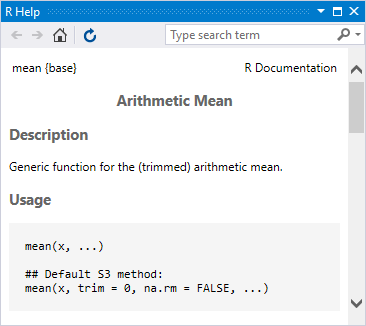 R Help
Type search term
mean {base} R Documentation
Arithmetic Mean
Description
Generic function for the (trimmed) arithmetic mean.
Usage
mean(x, ...)
## Default S3 method:
mean(x, trim = 0, na.rm = FALSE, ...)